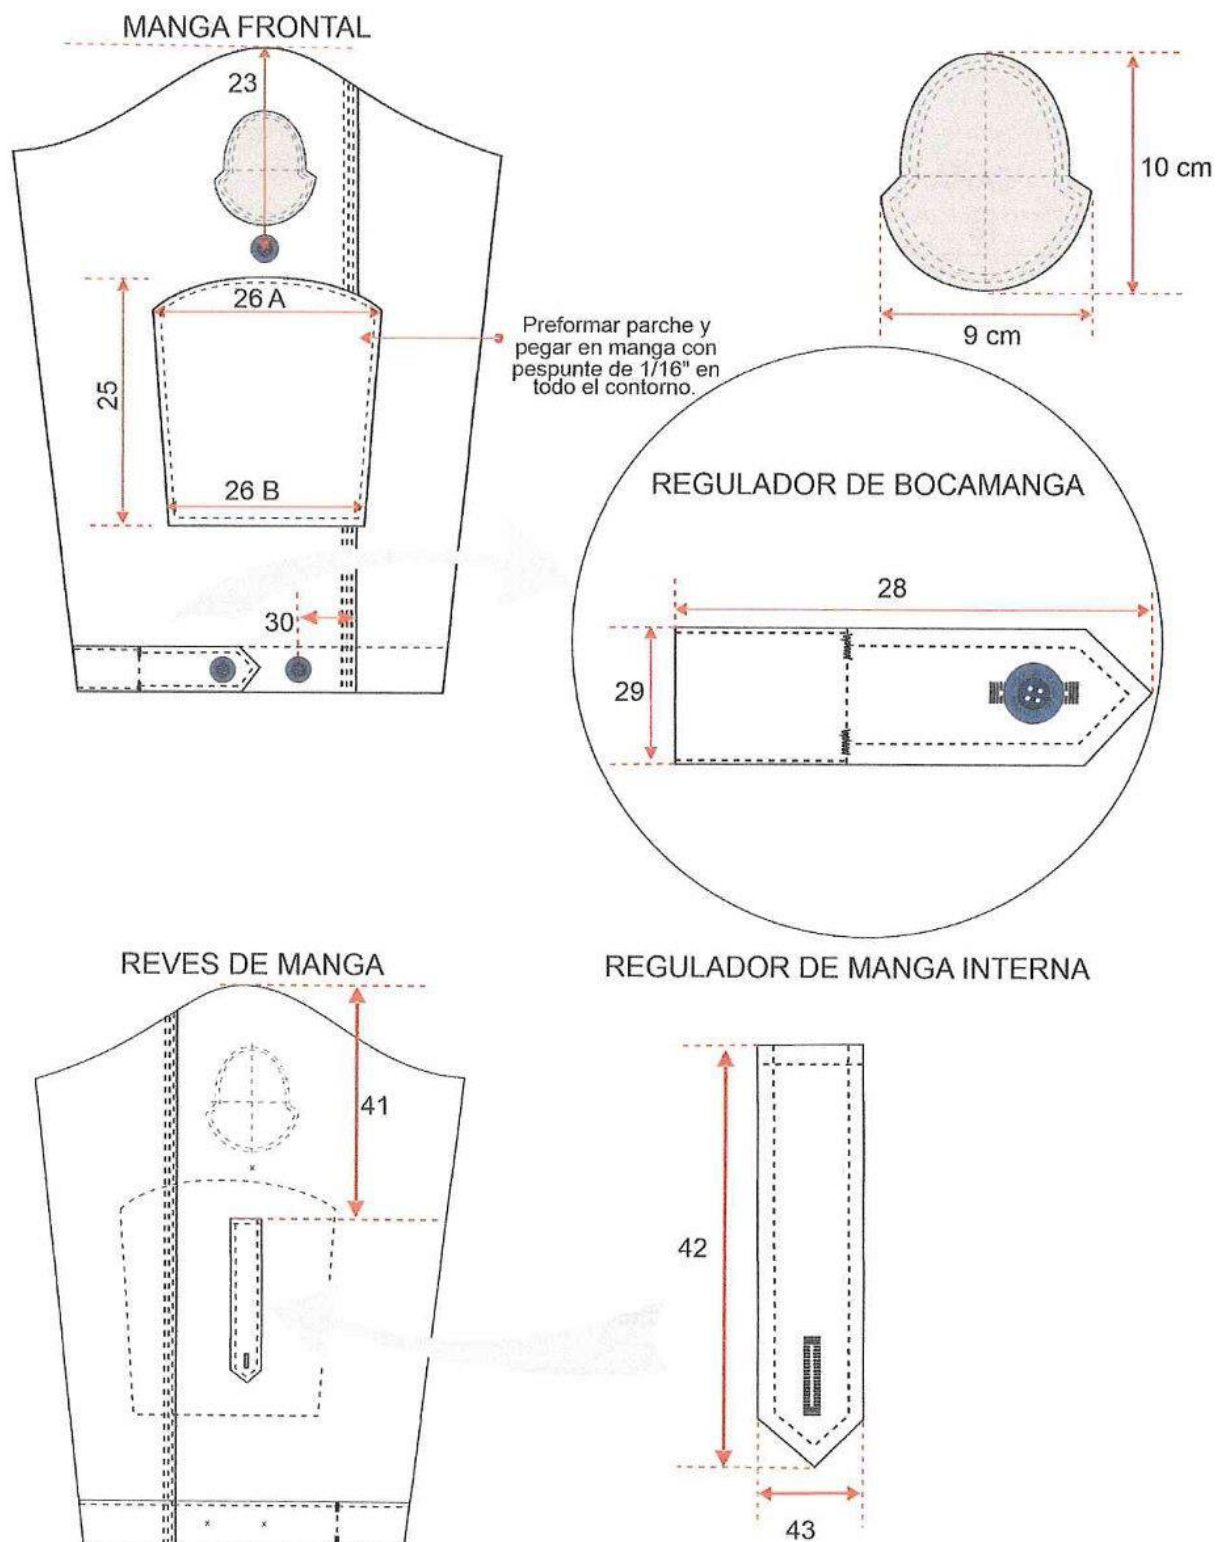 MANGA FRONTAL
23
10 cm
26 A
9 cm
Preformar parche y
pegar en manga con
pespunte de 1/16" en
todo el contorno.
25
26 B
REGULADOR DE BOCAMANGA
28
30
29
REVES DE MANGA
REGULADOR DE MANGA INTERNA
41
42
43